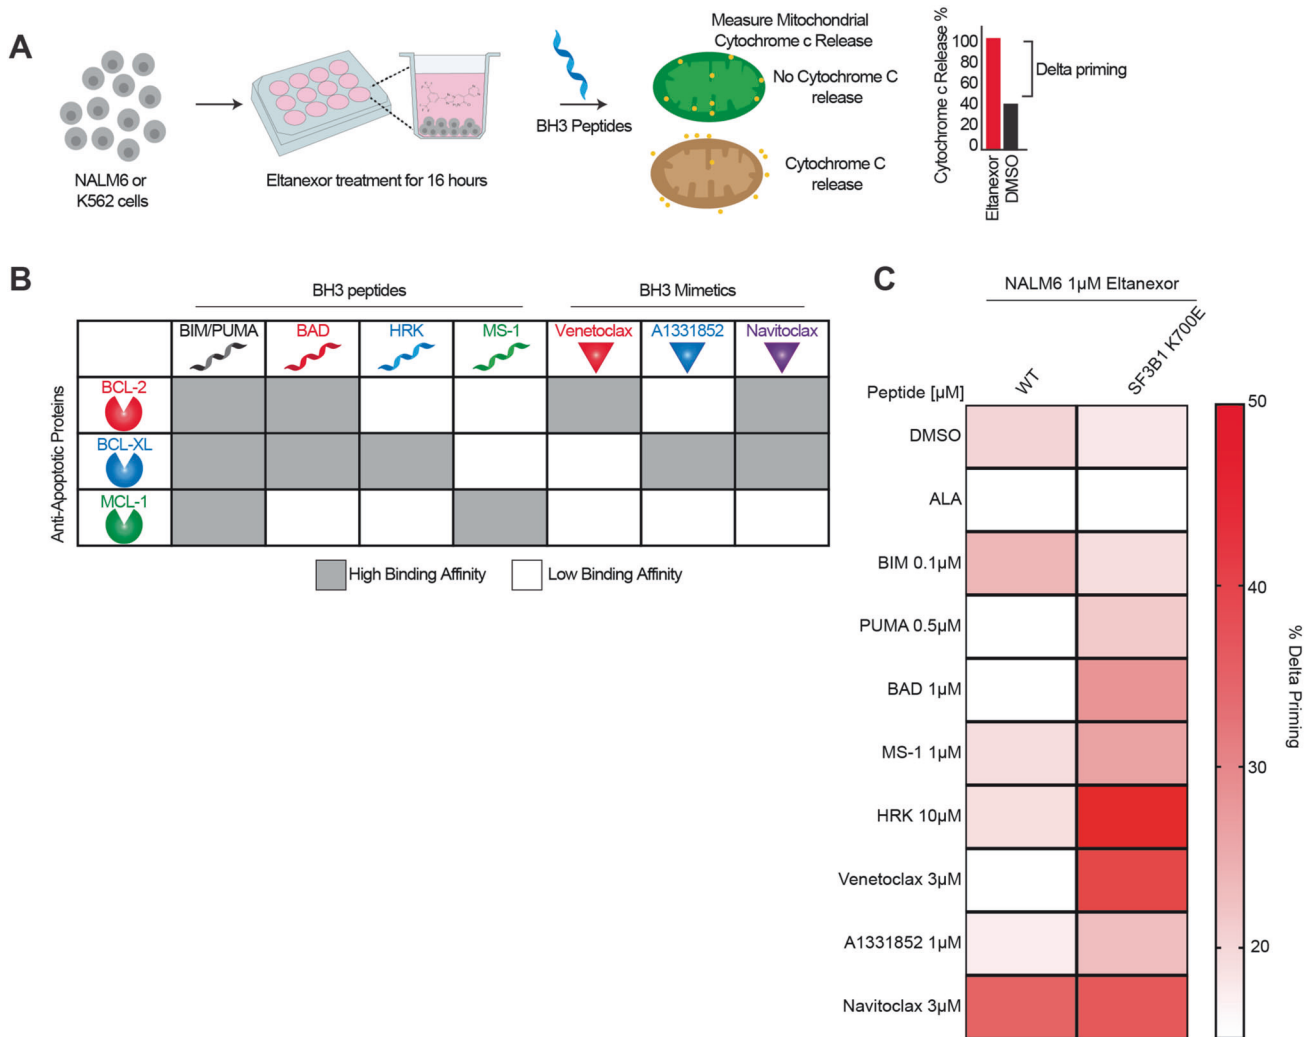 A
NALM6 or
K562 cells
Eltanexor treatment for 16 hours
BH3 Peptides
Measure Mitochondrial
Cytochrome c Release
No Cytochrome C
release
Cytochrome C
release
Cytochrome c Release %
100
80
60
40
20
0
Eltanexor
DMSO
Delta priming
B
BH3 peptides
BH3 Mimetics
BIM/PUMA
BAD
HRK
MS-1
Venetoclax
A1331852
Navitoclax
Anti-Apoptotic Proteins
BCL-2
BCL-XL
MCL-1
High Binding Affinity
Low Binding Affinity
C
NALM6 1µM Eltanexor
Peptide [µM]
WT
SF3B1 K700E
DMSO
ALA
BIM 0.1µM
PUMA 0.5µM
BAD 1µM
MS-1 1µM
HRK 10µM
Venetoclax 3µM
A1331852 1µM
Navitoclax 3µM
50
40
30
20
% Delta Priming